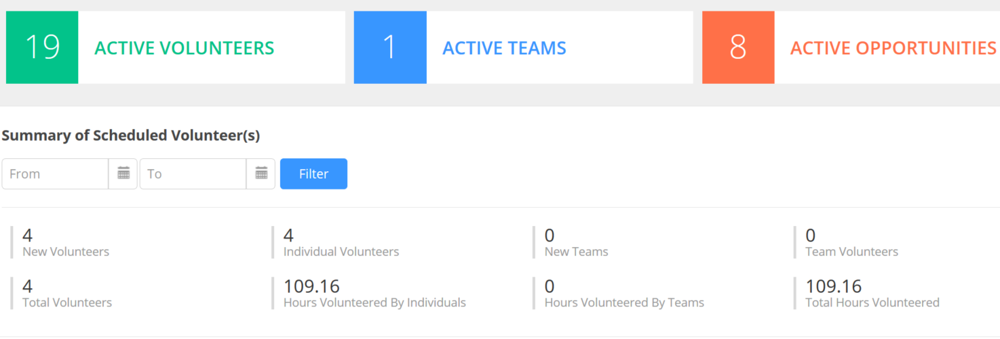 19 ACTIVE VOLUNTEERS 1 ACTIVE TEAMS 8 ACTIVE OPPORTUNITIES
Summary of Scheduled Volunteer(s)
From To Filter
4 4 0 0
New Volunteers Individual Volunteers New Teams Team Volunteers
4 109.16 0 109.16
Total Volunteers Hours Volunteered By Individuals Hours Volunteered By Teams Total Hours Volunteered